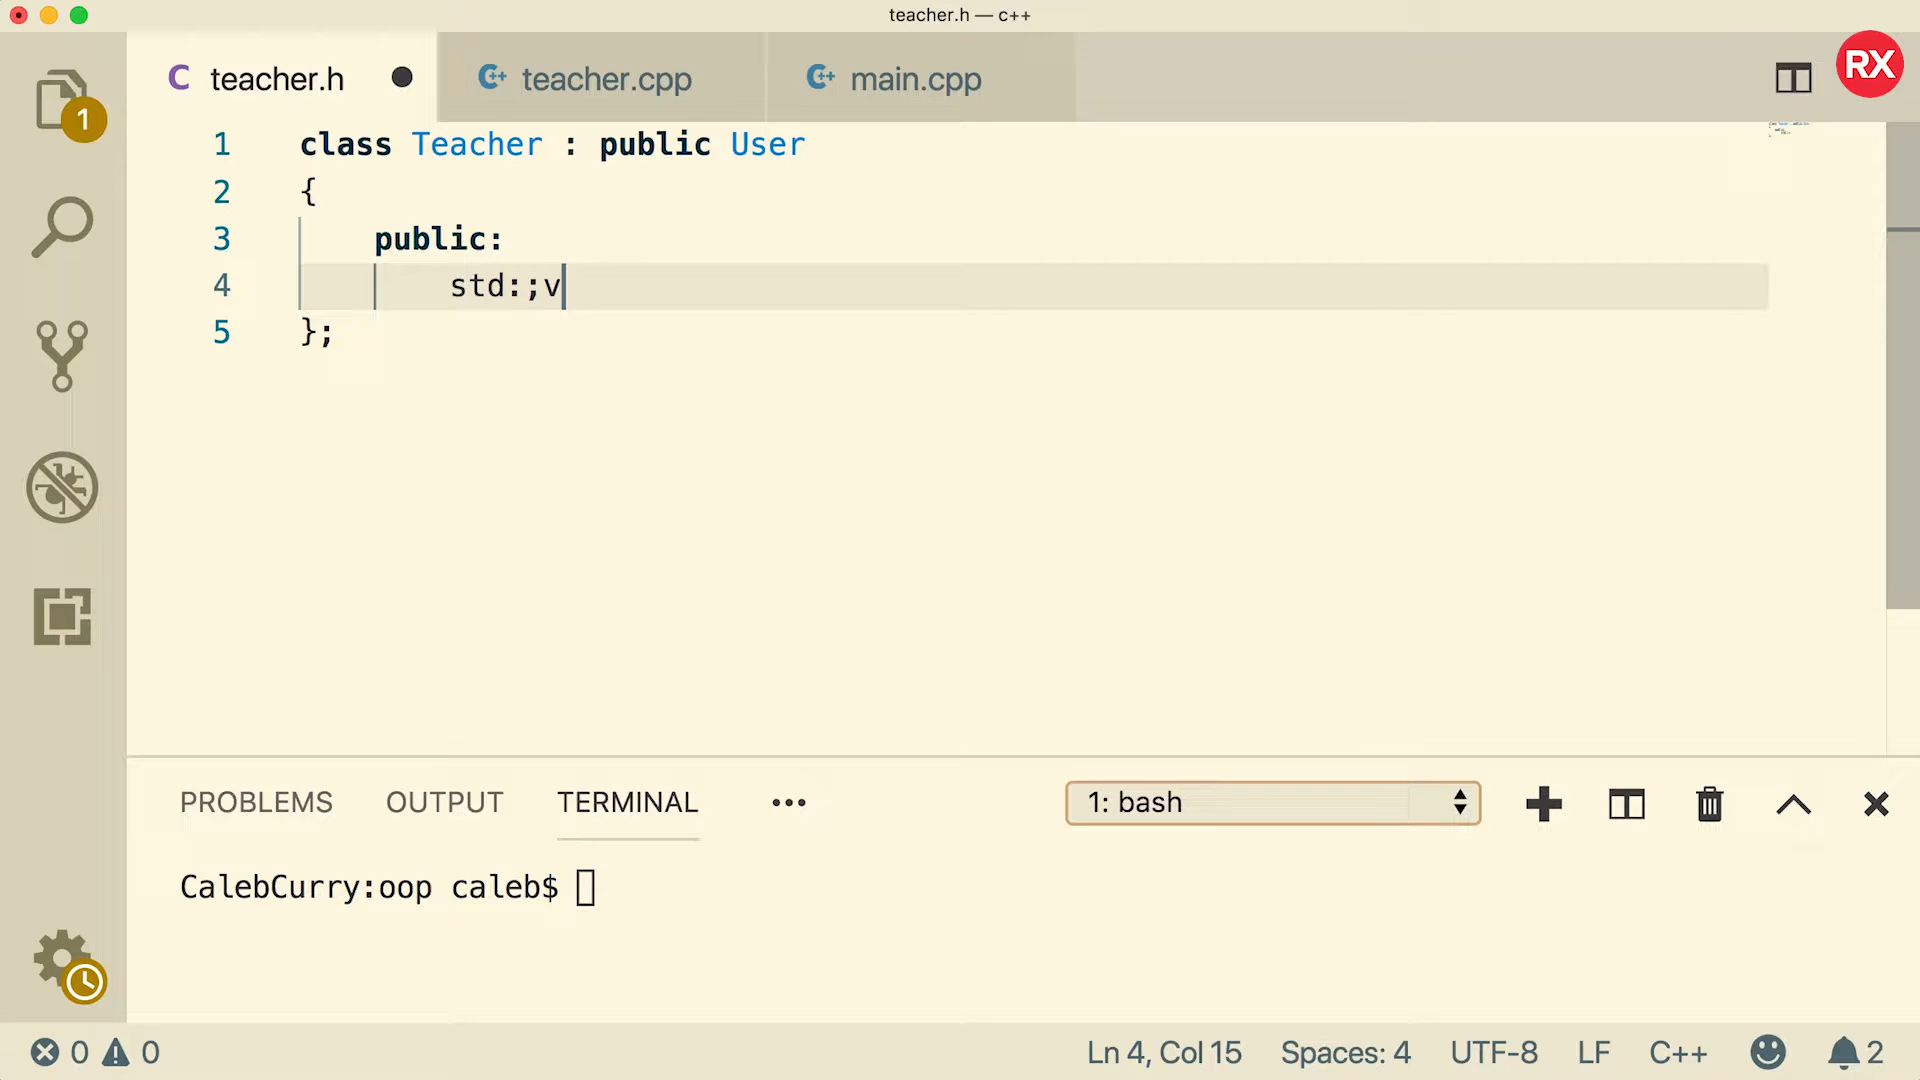 teacher.h — c++
RX
teacher.h
teacher.cpp
main.cpp
1
1 class Teacher : public User
2 {
3 public:
4 std:;v
5 };
PROBLEMS OUTPUT TERMINAL ••• 1: bash
CalebCurry:oop caleb$
0 0 Ln 4, Col 15 Spaces: 4 UTF-8 LF C++ 2